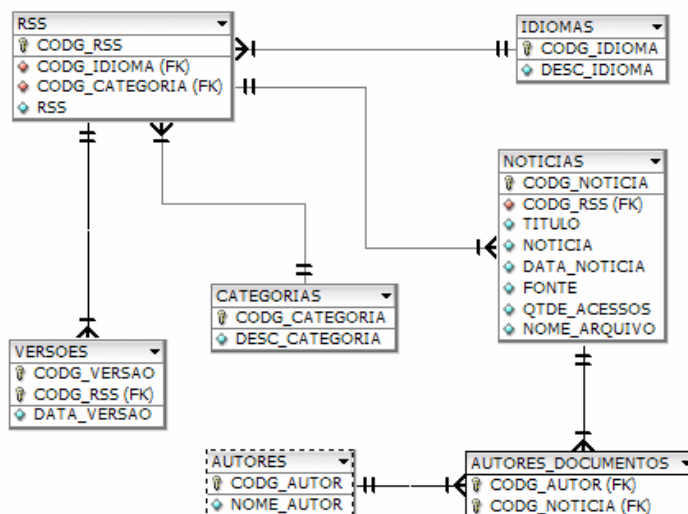 RSS
CODG_RSS
CODG_IDIOMA (FK)
CODG_CATEGORIA (FK)
RSS
IDIOMAS
CODG_IDIOMA
DESC_IDIOMA
NOTICIAS
CODG_NOTICIA
CODG_RSS (FK)
TITULO
NOTICIA
DATA_NOTICIA
FONTE
QTDE_ACESSOS
NOME_ARQUIVO
CATEGORIAS
CODG_CATEGORIA
DESC_CATEGORIA
VERSOES
CODG_VERSAO
CODG_RSS (FK)
DATA_VERSAO
AUTORES
CODG_AUTOR
NOME_AUTOR
AUTORES_DOCUMENTOS
CODG_AUTOR (FK)
CODG_NOTICIA (FK)